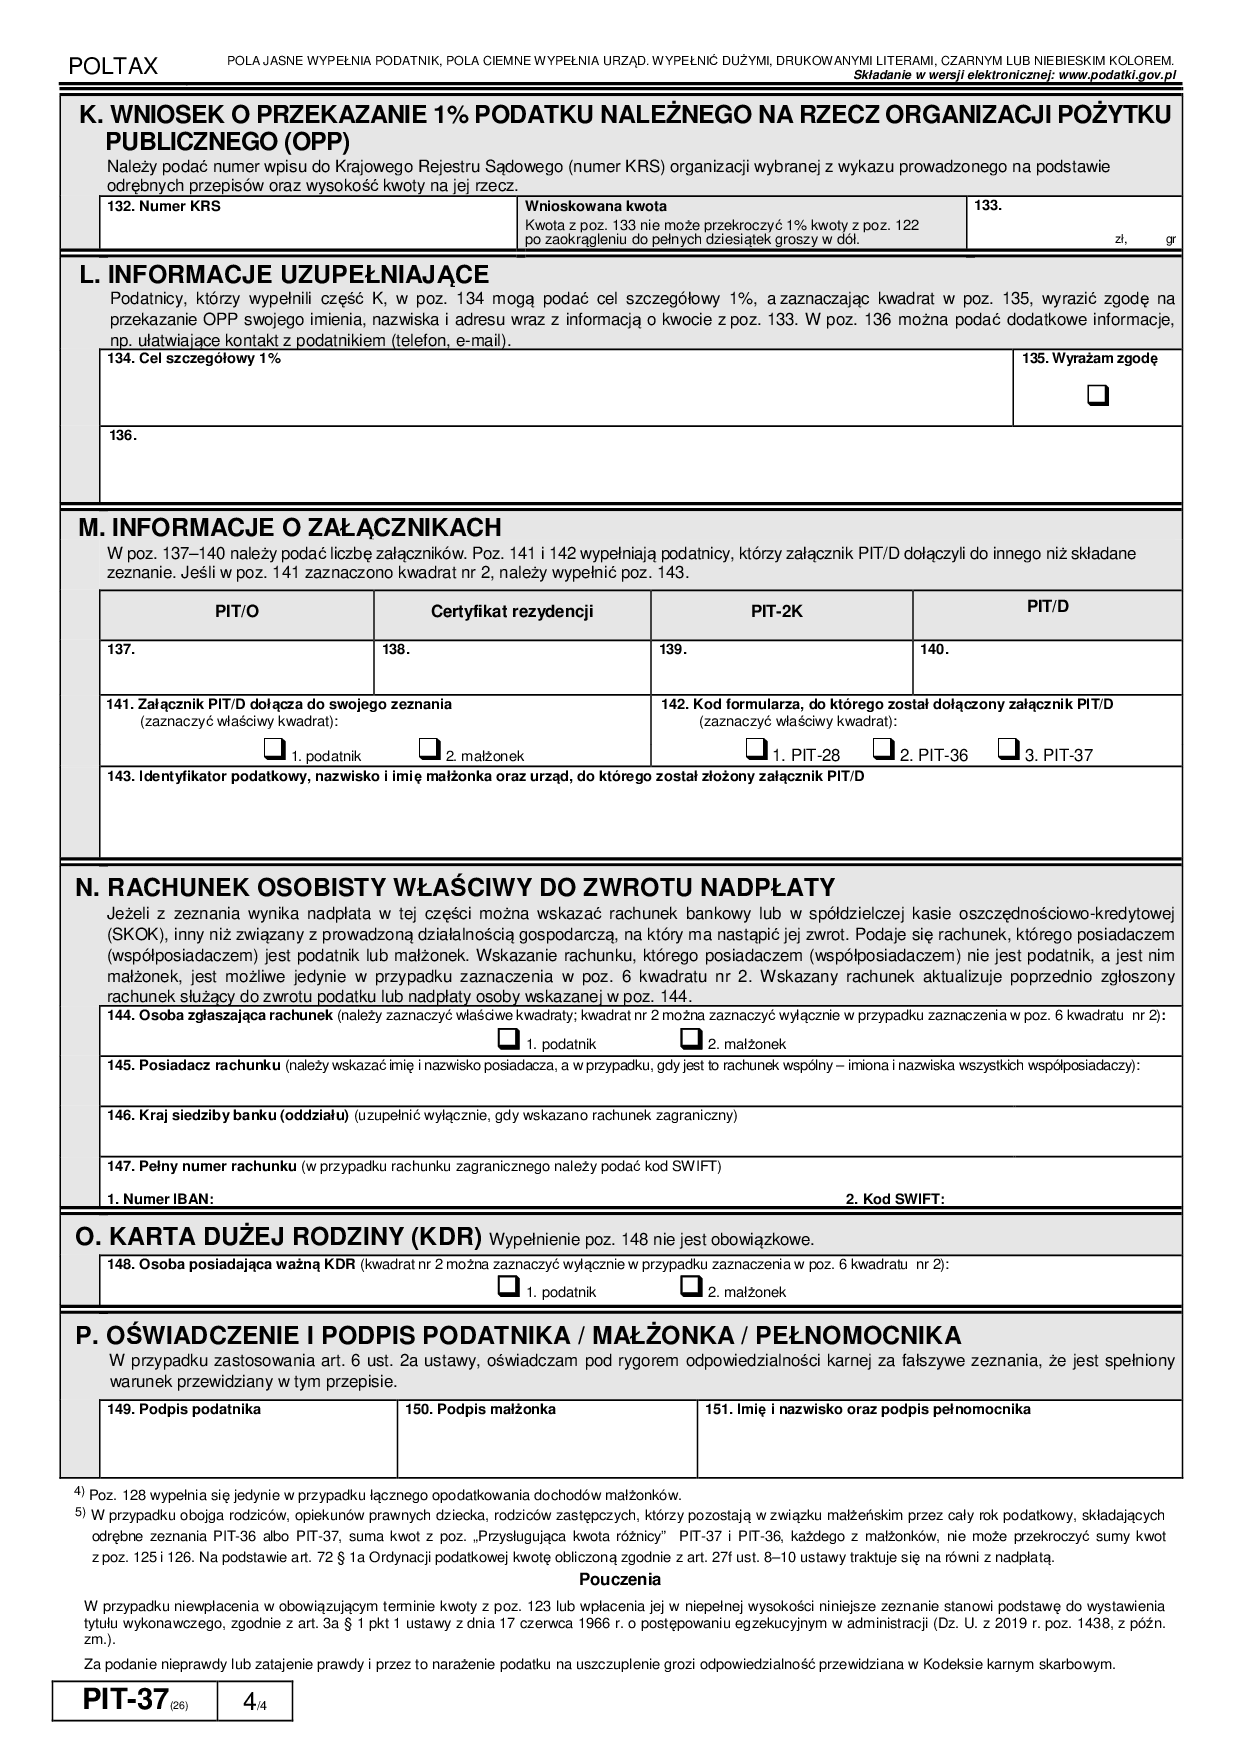 POLTAX
POLA JASNE WYPEŁNIA PODATNIK, POLA CIEMNE WYPEŁNIA URZĄD. WYPEŁNIĆ DUŻYMI, DRUKOWANYMI LITERAMI, CZARNYM LUB NIEBIESKIM KOLOREM.
Składanie w wersji elektronicznej: www.podatki.gov.pl
K. WNIOSEK O PRZEKAZANIE 1% PODATKU NALEŻNEGO NA RZECZ ORGANIZACJI POŻYTKU
PUBLICZNEGO (OPP)
Należy podać numer wpisu do Krajowego Rejestru Sądowego (numer KRS) organizacji wybranej z wykazu prowadzonego na podstawie
odrębnych przepisów oraz wysokość kwoty na jej rzecz.
132. Numer KRS
Wnioskowana kwota
Kwota z poz. 133 nie może przekroczyć 1% kwoty z poz. 122
po zaokrągleniu do pełnych dziesiątek groszy w dół.
133.
zł, gr
L. INFORMACJE UZUPEŁNIAJĄCE
Podatnicy, którzy wypełnili część K, w poz. 134 mogą podać cel szczegółowy 1%, a zaznaczając kwadrat w poz. 135, wyrazić zgodę na
przekazanie OPP swojego imienia, nazwiska i adresu wraz z informacją o kwocie z poz. 133. W poz. 136 można podać dodatkowe informacje,
np. ułatwiające kontakt z podatnikiem (telefon, e-mail).
134. Cel szczegółowy 1%
135. Wyrażam zgodę
136.
M. INFORMACJE O ZAŁĄCZNIKACH
W poz. 137–140 należy podać liczbę załączników. Poz. 141 i 142 wypełniają podatnicy, którzy załącznik PIT/D dołączyli do innego niż składane
zeznanie. Jeśli w poz. 141 zaznaczono kwadrat nr 2, należy wypełnić poz. 143.
PIT/O Certyfikat rezydencji PIT-2K PIT/D
137. 138. 139. 140.
141. Załącznik PIT/D dołącza do swojego zeznania
(zaznaczyć właściwy kwadrat):
1. podatnik 2. małżonek
142. Kod formularza, do którego został dołączony załącznik PIT/D
(zaznaczyć właściwy kwadrat):
1. PIT-28 2. PIT-36 3. PIT-37
143. Identyfikator podatkowy, nazwisko i imię małżonka oraz urząd, do którego został złożony załącznik PIT/D
N. RACHUNEK OSOBISTY WŁAŚCIWY DO ZWROTU NADPŁATY
Jeżeli z zeznania wynika nadpłata w tej części można wskazać rachunek bankowy lub w spółdzielczej kasie oszczędnościowo-kredytowej
(SKOK), inny niż związany z prowadzoną działalnością gospodarczą, na który ma nastąpić jej zwrot. Podaje się rachunek, którego posiadaczem
(współposiadaczem) jest podatnik lub małżonek. Wskazanie rachunku, którego posiadaczem (współposiadaczem) nie jest podatnik, a jest nim
małżonek, jest możliwe jedynie w przypadku zaznaczenia w poz. 6 kwadratu nr 2. Wskazany rachunek aktualizuje poprzednio zgłoszony
rachunek służący do zwrotu podatku lub nadpłaty osoby wskazanej w poz. 144.
144. Osoba zgłaszająca rachunek (należy zaznaczyć właściwe kwadraty; kwadrat nr 2 można zaznaczyć wyłącznie w przypadku zaznaczenia w poz. 6 kwadratu nr 2):
1. podatnik 2. małżonek
145. Posiadacz rachunku (należy wskazać imię i nazwisko posiadacza, a w przypadku, gdy jest to rachunek wspólny – imiona i nazwiska wszystkich współposiadaczy):
146. Kraj siedziby banku (oddziału) (uzupełnić wyłącznie, gdy wskazano rachunek zagraniczny)
147. Pełny numer rachunku (w przypadku rachunku zagranicznego należy podać kod SWIFT)
1. Numer IBAN: 2. Kod SWIFT:
O. KARTA DUŻEJ RODZINY (KDR) Wypełnienie poz. 148 nie jest obowiązkowe.
148. Osoba posiadająca ważną KDR (kwadrat nr 2 można zaznaczyć wyłącznie w przypadku zaznaczenia w poz. 6 kwadratu nr 2):
1. podatnik 2. małżonek
P. OŚWIADCZENIE I PODPIS PODATNIKA / MAŁŻONKA / PEŁNOMOCNIKA
W przypadku zastosowania art. 6 ust. 2a ustawy, oświadczam pod rygorem odpowiedzialności karnej za fałszywe zeznania, że jest spełniony
warunek przewidziany w tym przepisie.
149. Podpis podatnika 150. Podpis małżonka 151. Imię i nazwisko oraz podpis pełnomocnika
4) Poz. 128 wypełnia się jedynie w przypadku łącznego opodatkowania dochodów małżonków.
5) W przypadku obojga rodziców, opiekunów prawnych dziecka, rodziców zastępczych, którzy pozostają w związku małżeńskim przez cały rok podatkowy, składających
odrębne zeznania PIT-36 albo PIT-37, suma kwot z poz. „Przysługująca kwota różnicy” PIT-37 i PIT-36, każdego z małżonków, nie może przekroczyć sumy kwot
z poz. 125 i 126. Na podstawie art. 72 § 1a Ordynacji podatkowej kwotę obliczoną zgodnie z art. 27f ust. 8–10 ustawy traktuje się na równi z nadpłatą.
Pouczenia
W przypadku niewpłacenia w obowiązującym terminie kwoty z poz. 123 lub wpłacenia jej w niepełnej wysokości niniejsze zeznanie stanowi podstawę do wystawienia
tytułu wykonawczego, zgodnie z art. 3a § 1 pkt 1 ustawy z dnia 17 czerwca 1966 r. o postępowaniu egzekucyjnym w administracji (Dz. U. z 2019 r. poz. 1438, z późn.
zm.).
Za podanie nieprawdy lub zatajenie prawdy i przez to narażenie podatku na uszczuplenie grozi odpowiedzialność przewidziana w Kodeksie karnym skarbowym.
PIT-37(26) 4/4